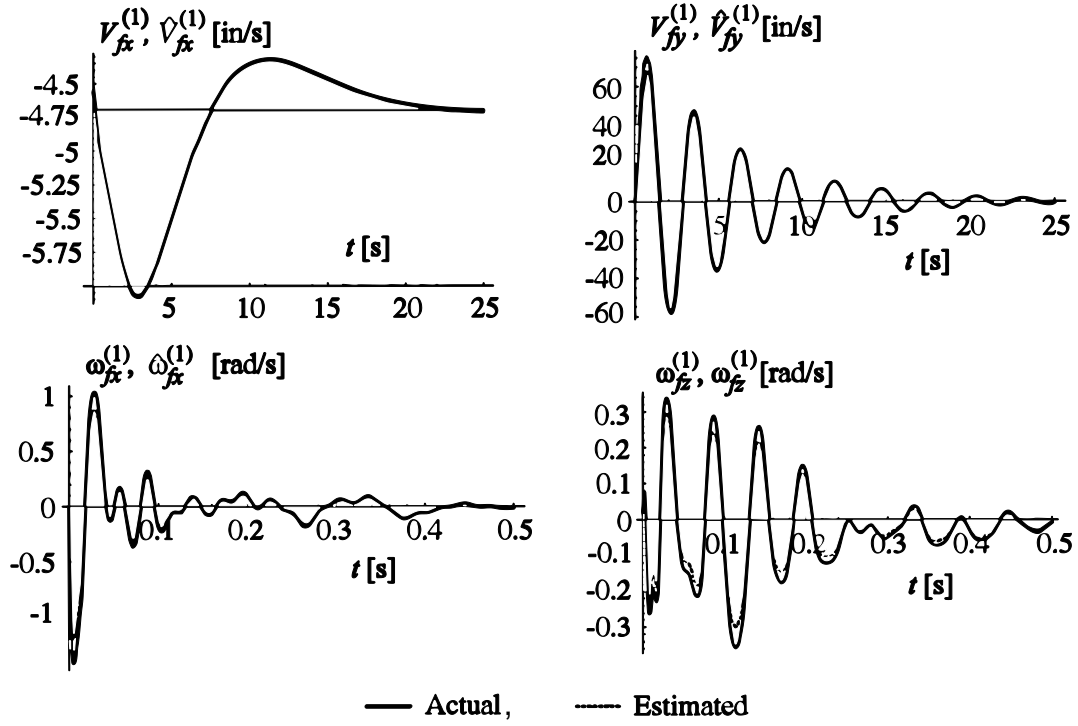 V_fx^(1), V̂_fx^(1) [in/s]
-4.5
-4.75
-5
-5.25
-5.5
-5.75
t [s]
5 10 15 20 25
V_fy^(1), V̂_fy^(1) [in/s]
60
40
20
0
-20
-40
-60
5 10 15 20 25
t [s]
ω_fx^(1), ω̂_fx^(1) [rad/s]
1
0.5
0
-0.5
-1
0.1 0.2 0.3 0.4 0.5
t [s]
ω_fz^(1), ω_fz^(1) [rad/s]
0.3
0.2
0.1
0
-0.1
-0.2
-0.3
0.1 0.2 0.3 0.4 0.5
t [s]
Actual, Estimated